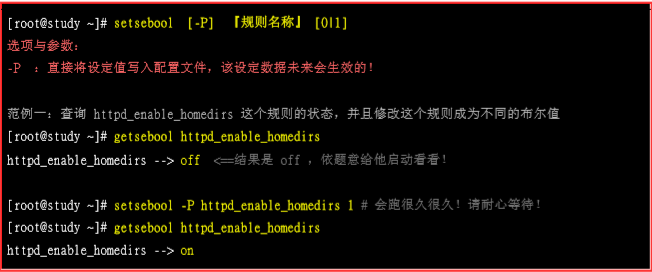 [root@study ~]# setsebool [-P] 『规则名称』 [0|1]
选项与参数：
-P ：直接将设定值写入配置文件，该设定数据未来会生效的！
范例一：查询 httpd_enable_homedirs 这个规则的状态，并且修改这个规则成为不同的布尔值
[root@study ~]# getsebool httpd_enable_homedirs
httpd_enable_homedirs --> off <==结果是 off ，依题意给他启动看看！
[root@study ~]# setsebool -P httpd_enable_homedirs 1 # 会跑很久很久！请耐心等待！
[root@study ~]# getsebool httpd_enable_homedirs
httpd_enable_homedirs --> on